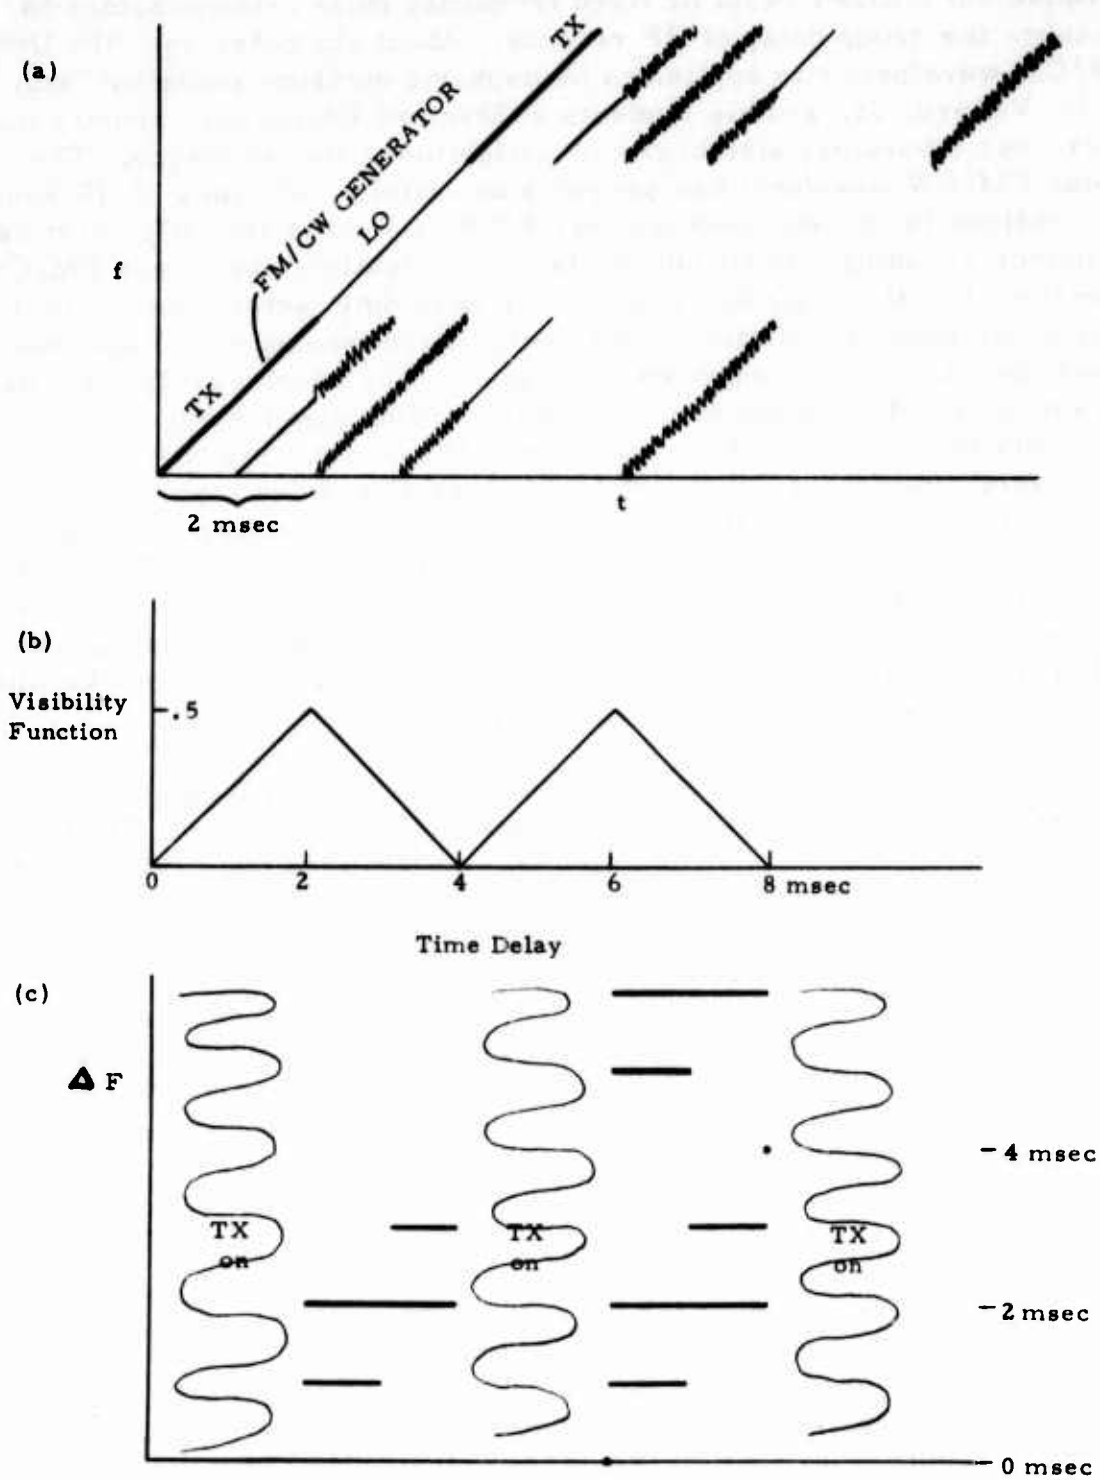 (a)
TX
FM/CW GENERATOR
LO
f
TX
2 msec
t
(b)
Visibility
Function
.5
0 2 4 6 8 msec
Time Delay
(c)
Δ F
4 msec
TX TX TX
on on on
2 msec
0 msec